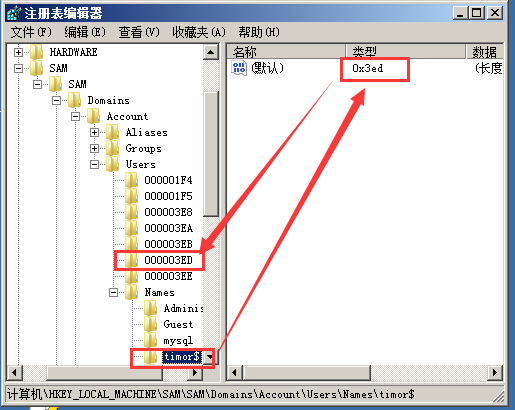 注册表编辑器
文件(F) 编辑(E) 查看(V) 收藏夹(A) 帮助(H)
HARDWARE
SAM
SAM
Domains
Account
Aliases
Groups
Users
000001F4
000001F5
000003E8
000003EA
000003EB
000003ED
000003EE
Names
Adminis
Guest
mysql
timor$
名称 类型 数据
(默认) 0x3ed (长度
计算机\HKEY_LOCAL_MACHINE\SAM\SAM\Domains\Account\Users\Names\timor$